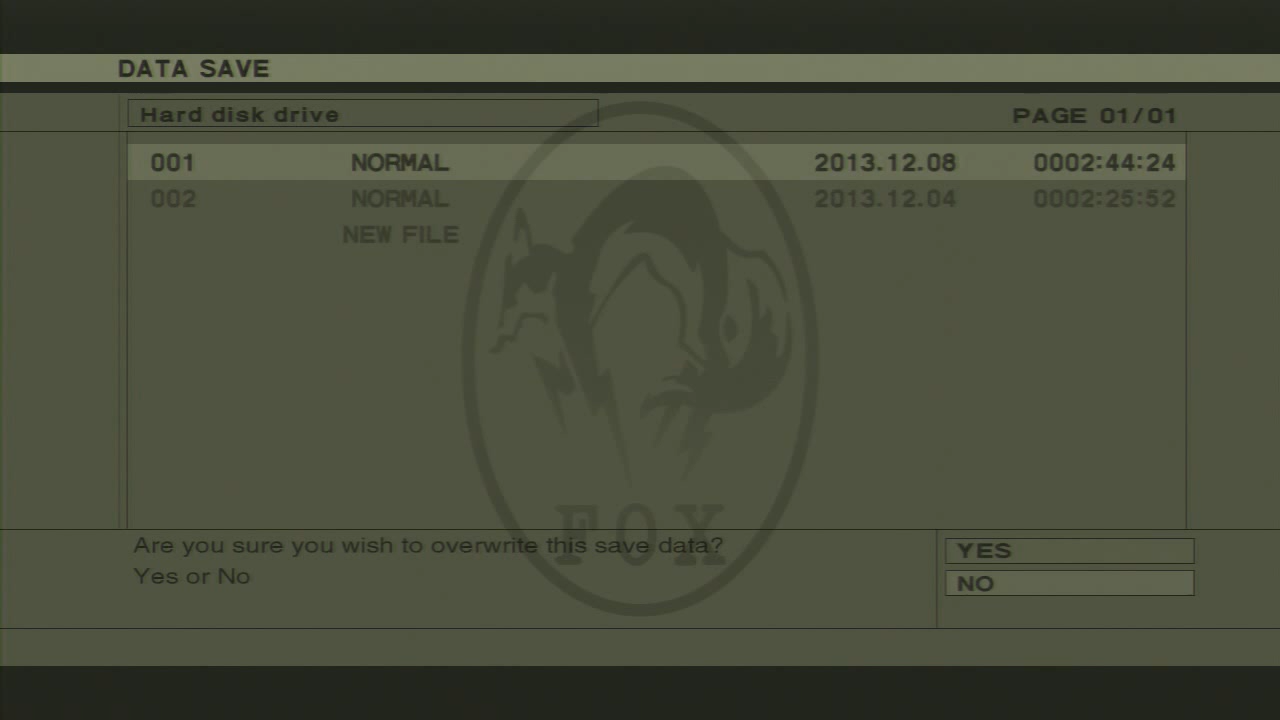 DATA SAVE
Hard disk drive PAGE 01/01
001 NORMAL 2013.12.08 0002:44:24
002 NORMAL 2013.12.04 0002:25:52
NEW FILE
FOX
Are you sure you wish to overwrite this save data?
Yes or No
YES
NO